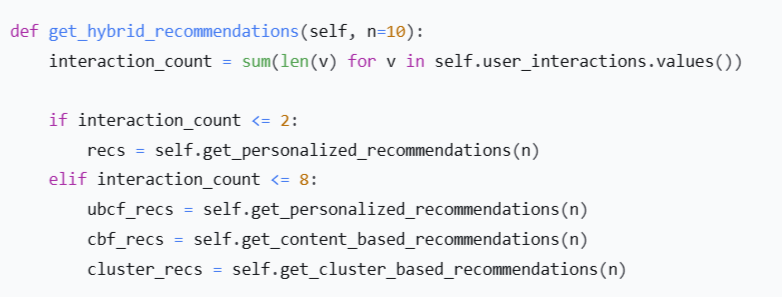 def get_hybrid_recommendations(self, n=10):
    interaction_count = sum(len(v) for v in self.user_interactions.values())

    if interaction_count <= 2:
        recs = self.get_personalized_recommendations(n)
    elif interaction_count <= 8:
        ubcf_recs = self.get_personalized_recommendations(n)
        cbf_recs = self.get_content_based_recommendations(n)
        cluster_recs = self.get_cluster_based_recommendations(n)